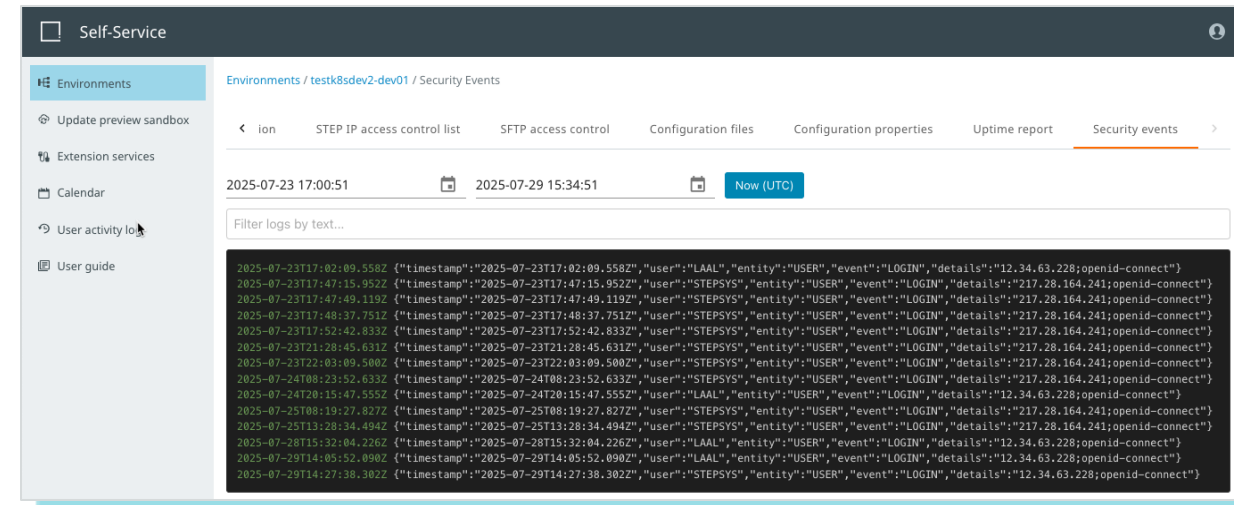 Self-Service
Environments
Update preview sandbox
Extension services
Calendar
User activity log
User guide
Environments / testk8sdev2-dev01 / Security Events
ion STEP IP access control list SFTP access control Configuration files Configuration properties Uptime report Security events
2025-07-23 17:00:51 2025-07-29 15:34:51 Now (UTC)
Filter logs by text...
2025-07-23T17:02:09.558Z {"timestamp":"2025-07-23T17:02:09.558Z","user":"LAAL","entity":"USER","event":"LOGIN","details":"12.34.63.228;openid-connect"}
2025-07-23T17:47:15.952Z {"timestamp":"2025-07-23T17:47:15.952Z","user":"STEPSYS","entity":"USER","event":"LOGIN","details":"217.28.164.241;openid-connect"}
2025-07-23T17:47:49.119Z {"timestamp":"2025-07-23T17:47:49.119Z","user":"STEPSYS","entity":"USER","event":"LOGIN","details":"217.28.164.241;openid-connect"}
2025-07-23T17:48:37.751Z {"timestamp":"2025-07-23T17:48:37.751Z","user":"STEPSYS","entity":"USER","event":"LOGIN","details":"217.28.164.241;openid-connect"}
2025-07-23T17:52:42.833Z {"timestamp":"2025-07-23T17:52:42.833Z","user":"STEPSYS","entity":"USER","event":"LOGIN","details":"217.28.164.241;openid-connect"}
2025-07-23T21:28:45.631Z {"timestamp":"2025-07-23T21:28:45.631Z","user":"STEPSYS","entity":"USER","event":"LOGIN","details":"217.28.164.241;openid-connect"}
2025-07-23T22:03:09.500Z {"timestamp":"2025-07-23T22:03:09.500Z","user":"STEPSYS","entity":"USER","event":"LOGIN","details":"217.28.164.241;openid-connect"}
2025-07-24T08:23:52.633Z {"timestamp":"2025-07-24T08:23:52.633Z","user":"STEPSYS","entity":"USER","event":"LOGIN","details":"217.28.164.241;openid-connect"}
2025-07-24T20:15:47.555Z {"timestamp":"2025-07-24T20:15:47.555Z","user":"LAAL","entity":"USER","event":"LOGIN","details":"12.34.63.228;openid-connect"}
2025-07-25T08:19:27.827Z {"timestamp":"2025-07-25T08:19:27.827Z","user":"STEPSYS","entity":"USER","event":"LOGIN","details":"217.28.164.241;openid-connect"}
2025-07-25T13:28:34.494Z {"timestamp":"2025-07-25T13:28:34.494Z","user":"STEPSYS","entity":"USER","event":"LOGIN","details":"217.28.164.241;openid-connect"}
2025-07-28T15:32:04.226Z {"timestamp":"2025-07-28T15:32:04.226Z","user":"LAAL","entity":"USER","event":"LOGIN","details":"12.34.63.228;openid-connect"}
2025-07-29T14:05:52.090Z {"timestamp":"2025-07-29T14:05:52.090Z","user":"LAAL","entity":"USER","event":"LOGIN","details":"12.34.63.228;openid-connect"}
2025-07-29T14:27:38.302Z {"timestamp":"2025-07-29T14:27:38.302Z","user":"STEPSYS","entity":"USER","event":"LOGIN","details":"12.34.63.228;openid-connect"}